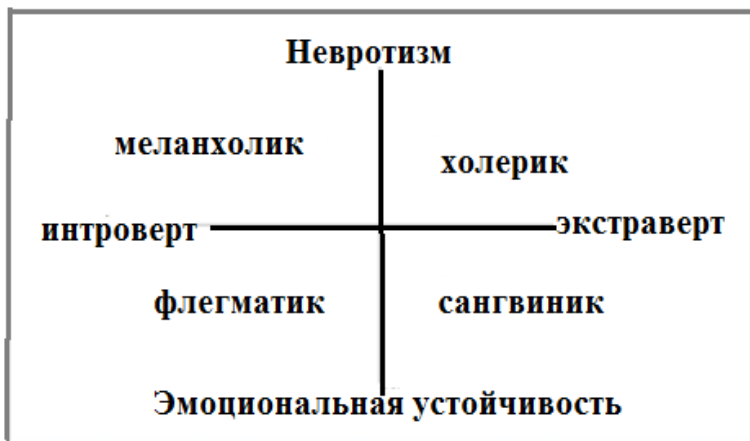 Невротизм
меланхолик
холерик
интроверт
экстраверт
флегматик
сангвиник
Эмоциональная устойчивость